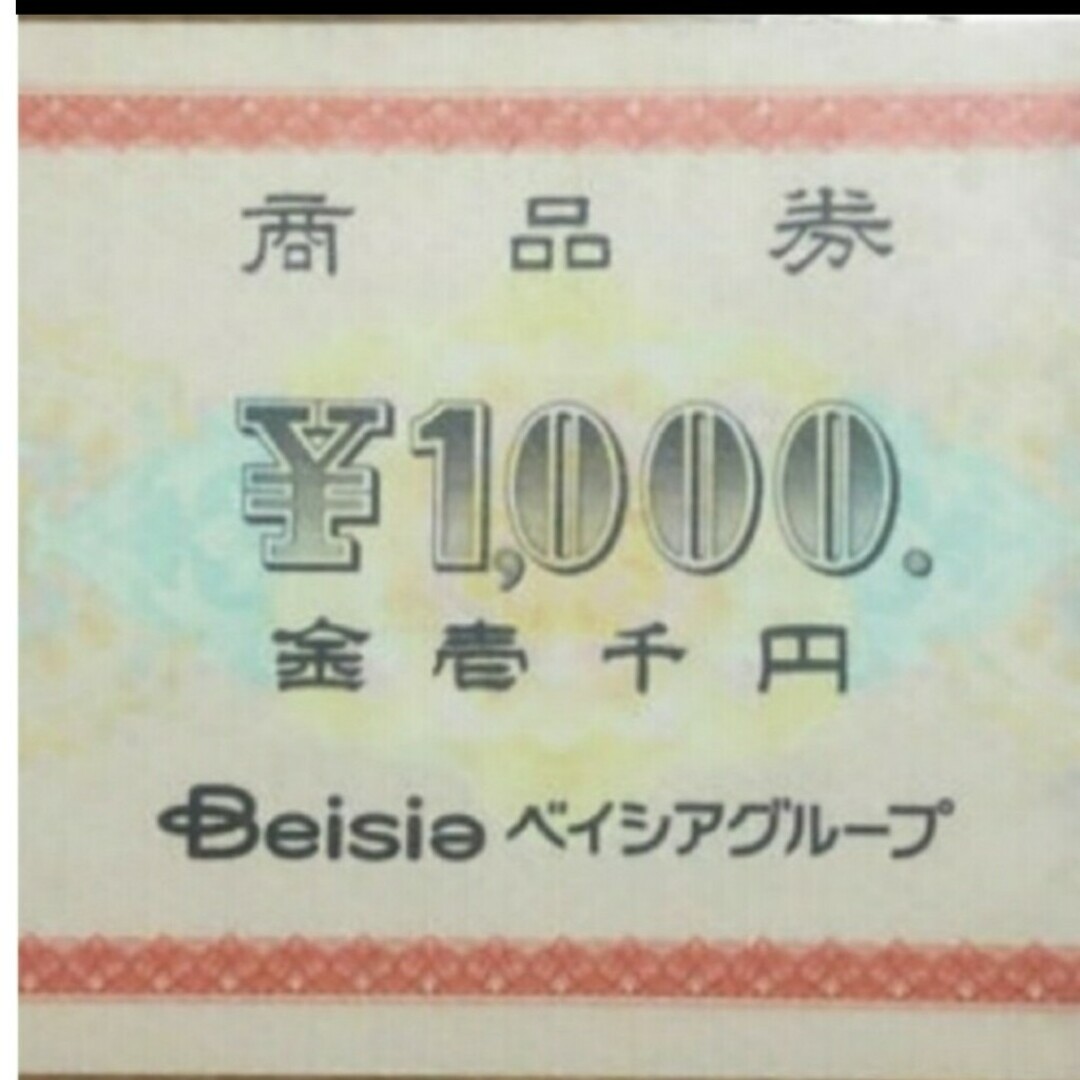 商品券
¥1,000.
金壱千円
Beisia ベイシアグループ